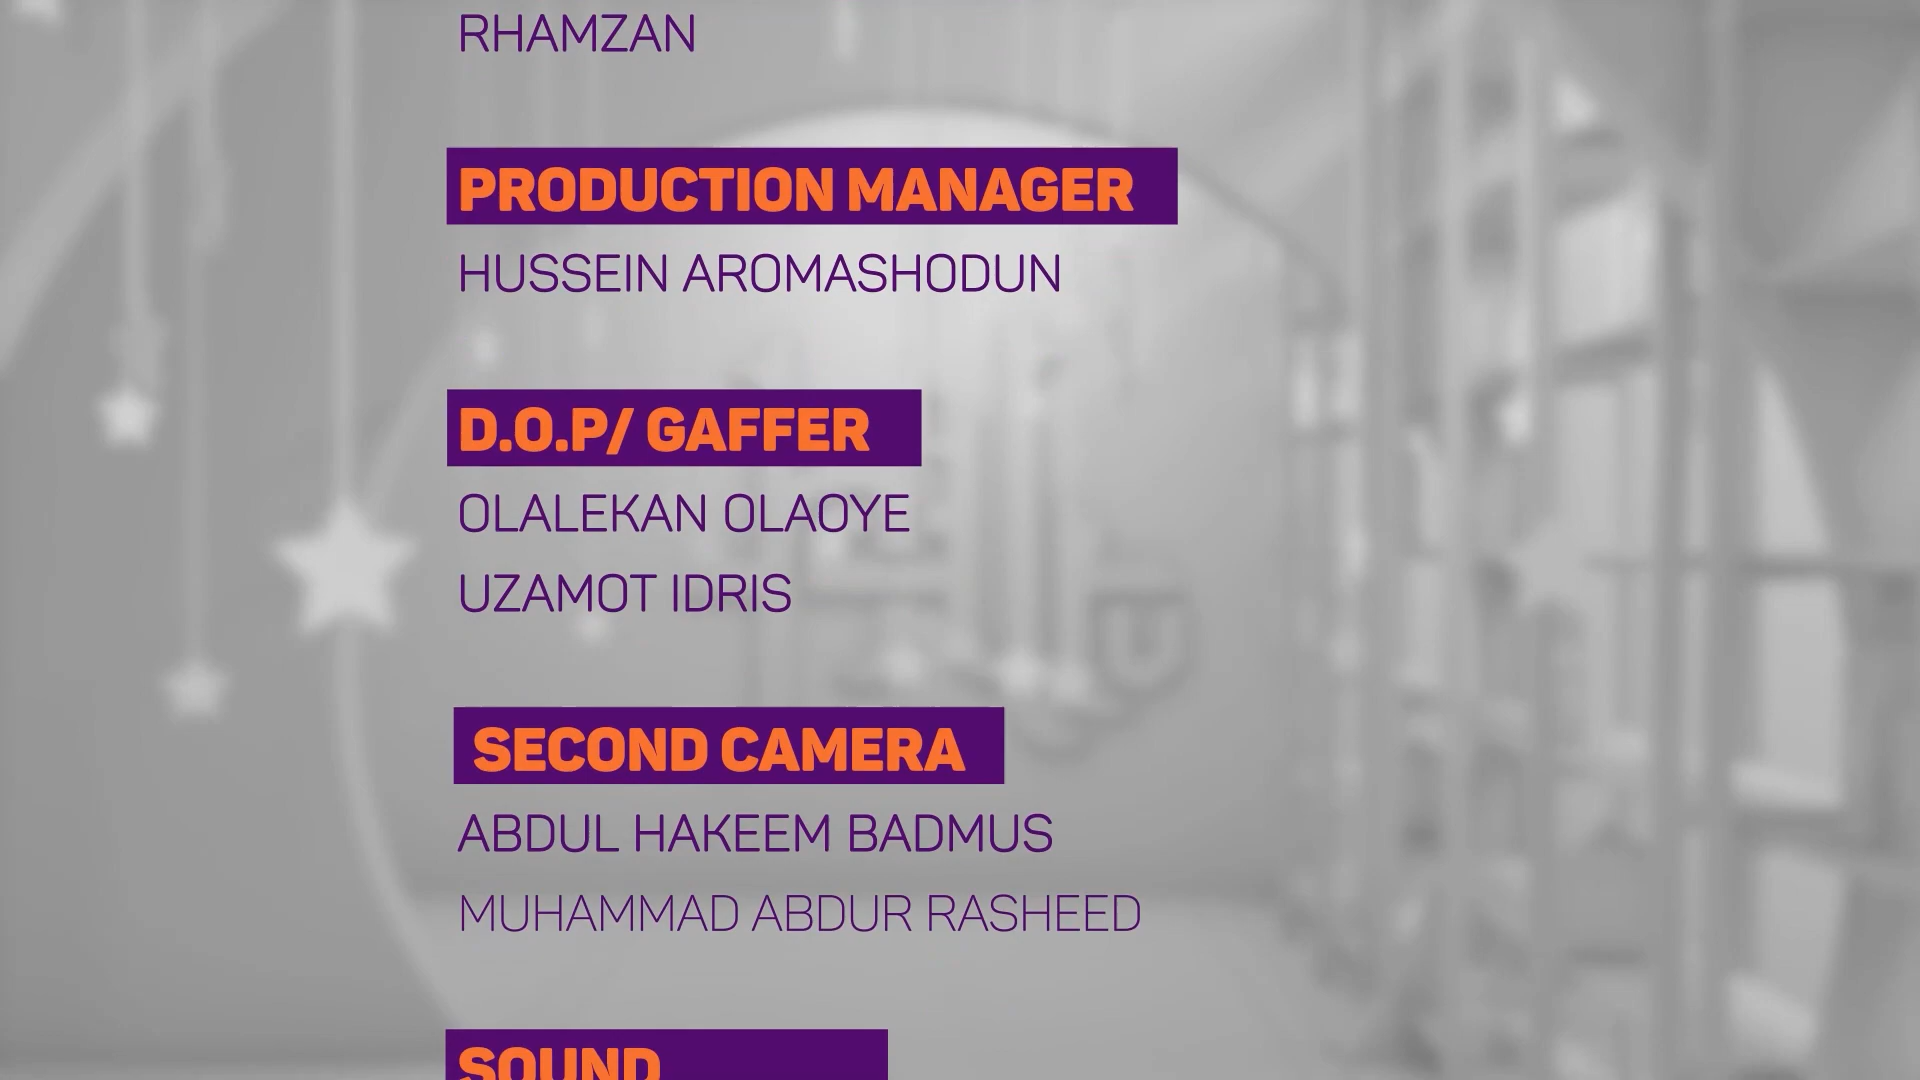 RHAMZAN
PRODUCTION MANAGER
HUSSEIN AROMASHODUN
D.O.P/ GAFFER
OLALEKAN OLAOYE
UZAMOT IDRIS
SECOND CAMERA
ABDUL HAKEEM BADMUS
MUHAMMAD ABDUR RASHEED
SOUND